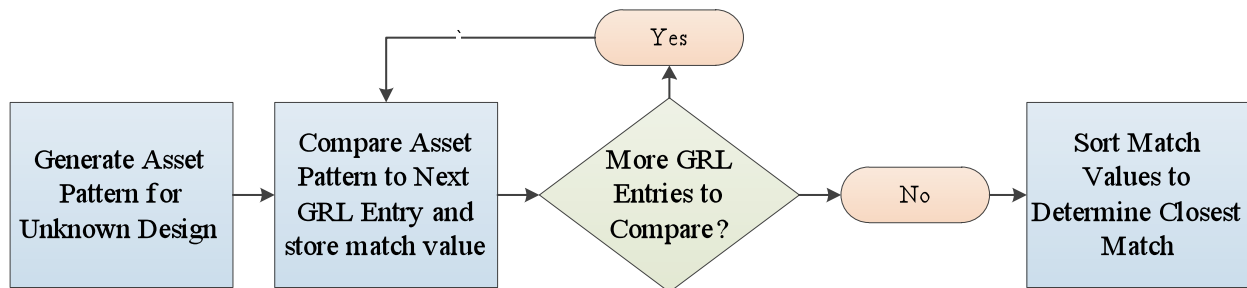 Yes
Generate Asset
Pattern for
Unknown Design
Compare Asset
Pattern to Next
GRL Entry and
store match value
More GRL
Entries to
Compare?
No
Sort Match
Values to
Determine Closest
Match